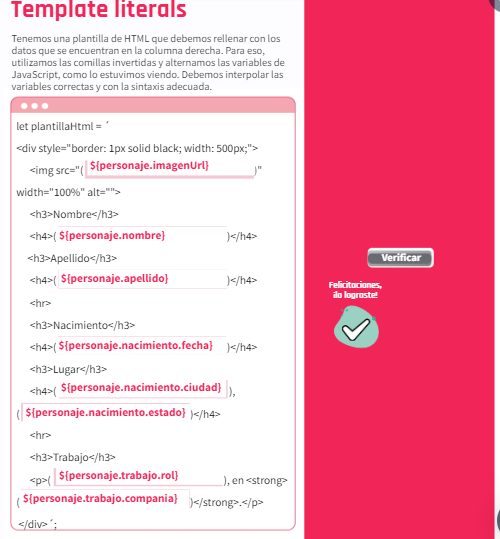 Template literals
Tenemos una plantilla de HTML que debemos rellenar con los
datos que se encuentran en la columna derecha. Para eso,
utilizamos las comillas invertidas y alternamos las variables de
JavaScript, como lo estuvimos viendo. Debemos interpolar las
variables correctas y con la sintaxis adecuada.
let plantillaHtml = ´
<div style="border: 1px solid black; width: 500px;">
<img src="( ${personaje.imagenUrl} )"
width="100%" alt="">
<h3>Nombre</h3>
<h4>( ${personaje.nombre} )</h4>
<h3>Apellido</h3>
<h4>( ${personaje.apellido} )</h4>
<hr>
<h3>Nacimiento</h3>
<h4>( ${personaje.nacimiento.fecha} )</h4>
<h3>Lugar</h3>
<h4>( ${personaje.nacimiento.ciudad} ),
( ${personaje.nacimiento.estado} )</h4>
<hr>
<h3>Trabajo</h3>
<p>( ${personaje.trabajo.rol} ), en <strong>
( ${personaje.trabajo.compania} )</strong>.</p>
</div>´;
Verificar
Felicitaciones,
¡lo lograste!